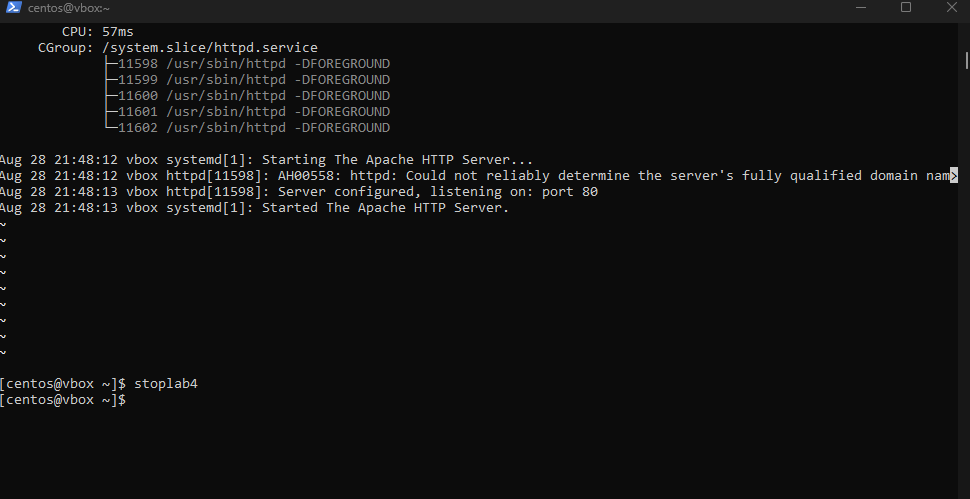 centos@vbox:~
CPU: 57ms
CGroup: /system.slice/httpd.service
├─11598 /usr/sbin/httpd -DFOREGROUND
├─11599 /usr/sbin/httpd -DFOREGROUND
├─11600 /usr/sbin/httpd -DFOREGROUND
├─11601 /usr/sbin/httpd -DFOREGROUND
└─11602 /usr/sbin/httpd -DFOREGROUND
Aug 28 21:48:12 vbox systemd[1]: Starting The Apache HTTP Server...
Aug 28 21:48:12 vbox httpd[11598]: AH00558: httpd: Could not reliably determine the server's fully qualified domain nam>
Aug 28 21:48:13 vbox httpd[11598]: Server configured, listening on: port 80
Aug 28 21:48:13 vbox systemd[1]: Started The Apache HTTP Server.
~
~
~
~
~
~
~
~
~
[centos@vbox ~]$ stoplab4
[centos@vbox ~]$